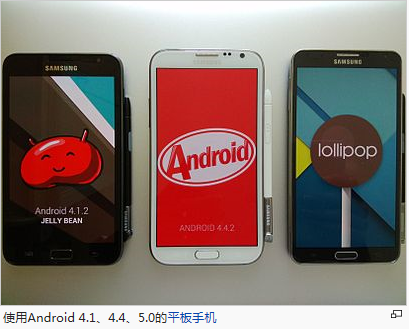 SAMSUNG
Android 4.1.2
JELLY BEAN
SAMSUNG
Android
ANDROID 4.4.2
SAMSUNG
lollipop
使用Android 4.1、4.4、5.0的平板手机